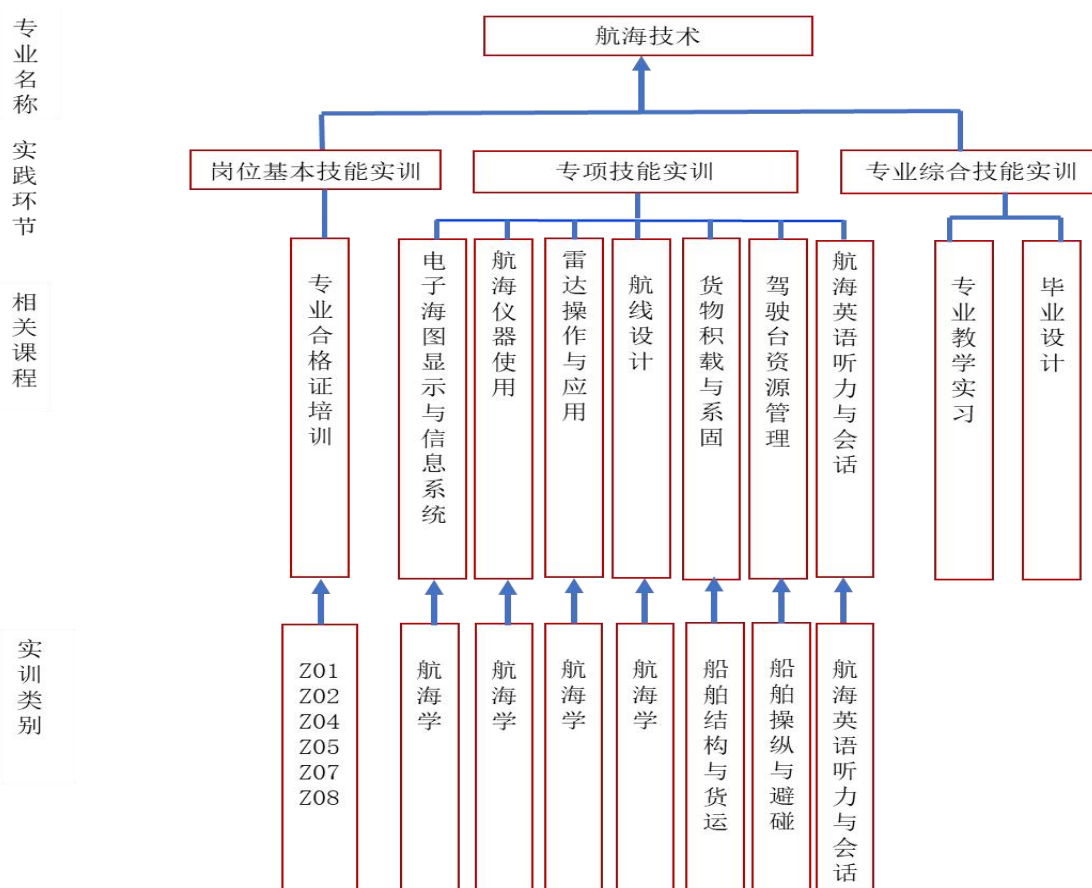 专业名称
航海技术
实践环节
岗位基本技能实训
专项技能实训
专业综合技能实训
相关课程
专业合格证培训
电子海图显示与信息系统
航海仪器使用
雷达操作与应用
航线设计
货物积载与系固
驾驶台资源管理
航海英语听力与会话
专业教学实习
毕业设计
实训类别
Z01
Z02
Z04
Z05
Z07
Z08
航海学
航海学
航海学
航海学
船舶结构与货运
船舶操纵与避碰
航海英语听力与会话